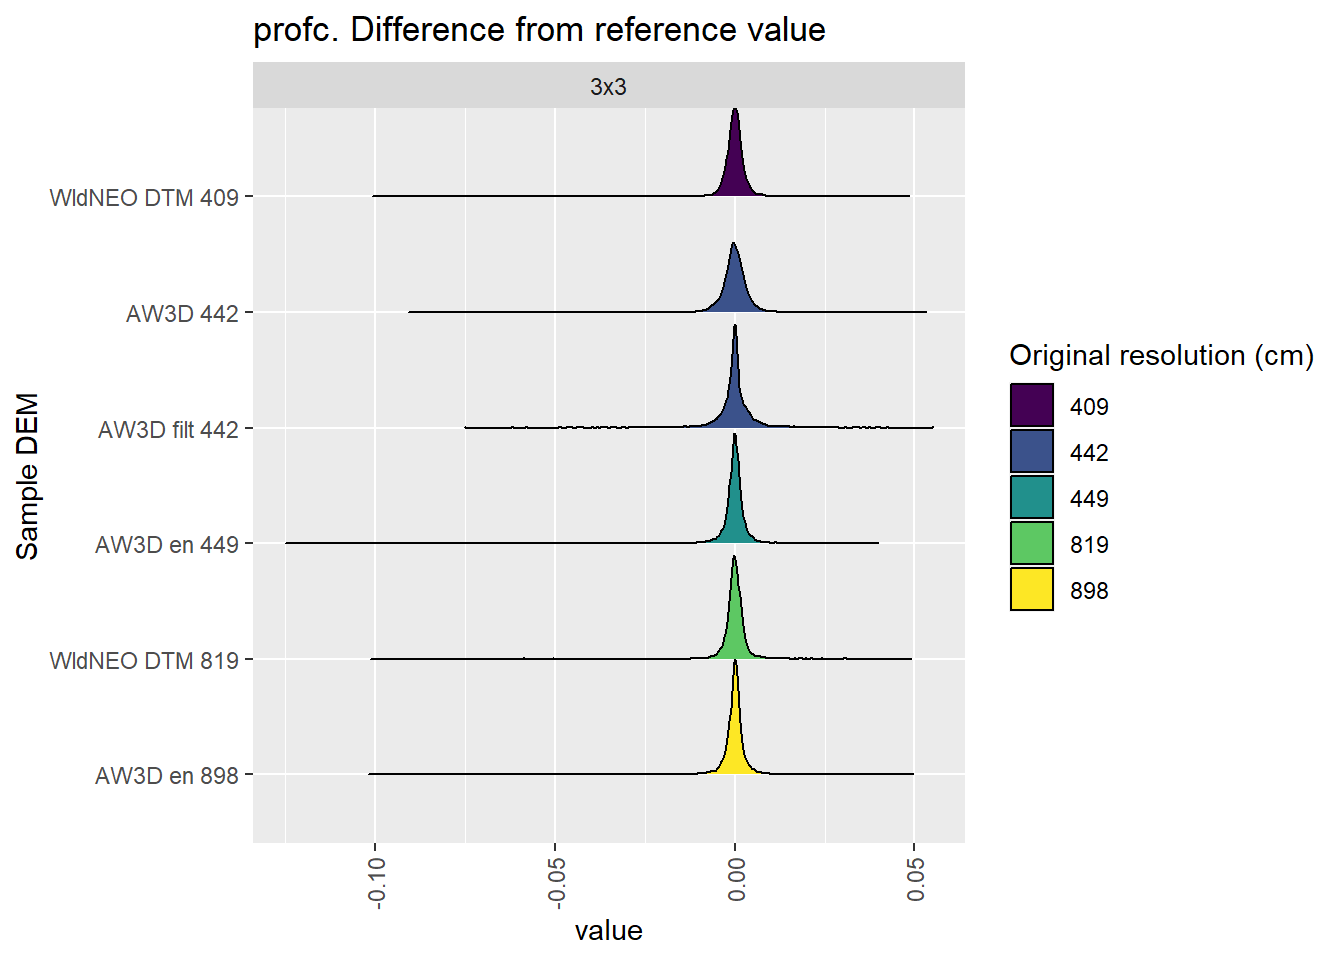 profc. Difference from reference value
3x3
WldNEO DTM 409
AW3D 442
AW3D filt 442
AW3D en 449
WldNEO DTM 819
AW3D en 898
Sample DEM
-0.10
-0.05
0.00
0.05
value
Original resolution (cm)
409
442
449
819
898